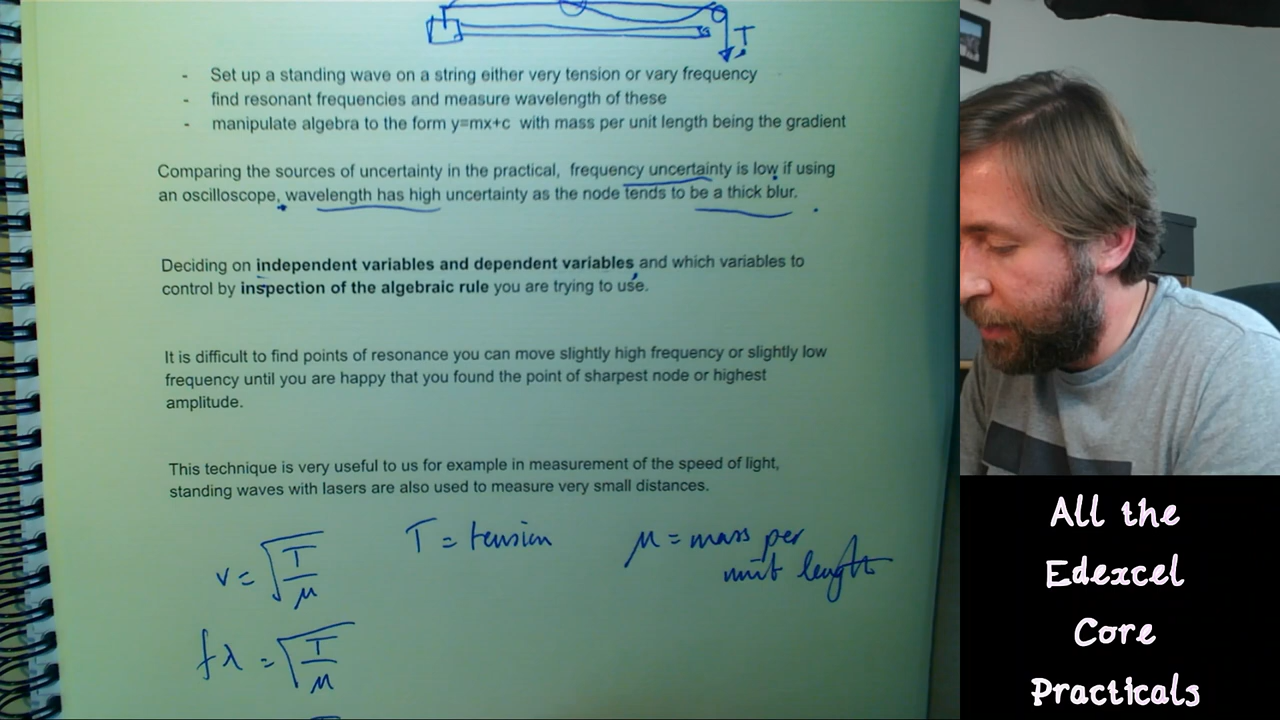 T
- Set up a standing wave on a string either very tension or vary frequency
- find resonant frequencies and measure wavelength of these
- manipulate algebra to the form y=mx+c with mass per unit length being the gradient
Comparing the sources of uncertainty in the practical, frequency uncertainty is low if using
an oscilloscope, wavelength has high uncertainty as the node tends to be a thick blur.
Deciding on independent variables and dependent variables and which variables to
control by inspection of the algebraic rule you are trying to use.
It is difficult to find points of resonance you can move slightly high frequency or slightly low
frequency until you are happy that you found the point of sharpest node or highest
amplitude.
This technique is very useful to us for example in measurement of the speed of light,
standing waves with lasers are also used to measure very small distances.
v = √(T/μ) T = tension μ = mass per
unit length
fλ = √(T/μ)
All the
Edexcel
Core
Practicals